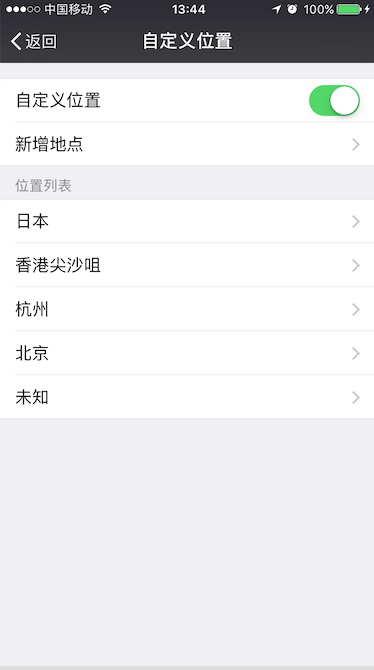 中国移动 13:44 100%
返回 自定义位置
自定义位置
新增地点
位置列表
日本
香港尖沙咀
杭州
北京
未知